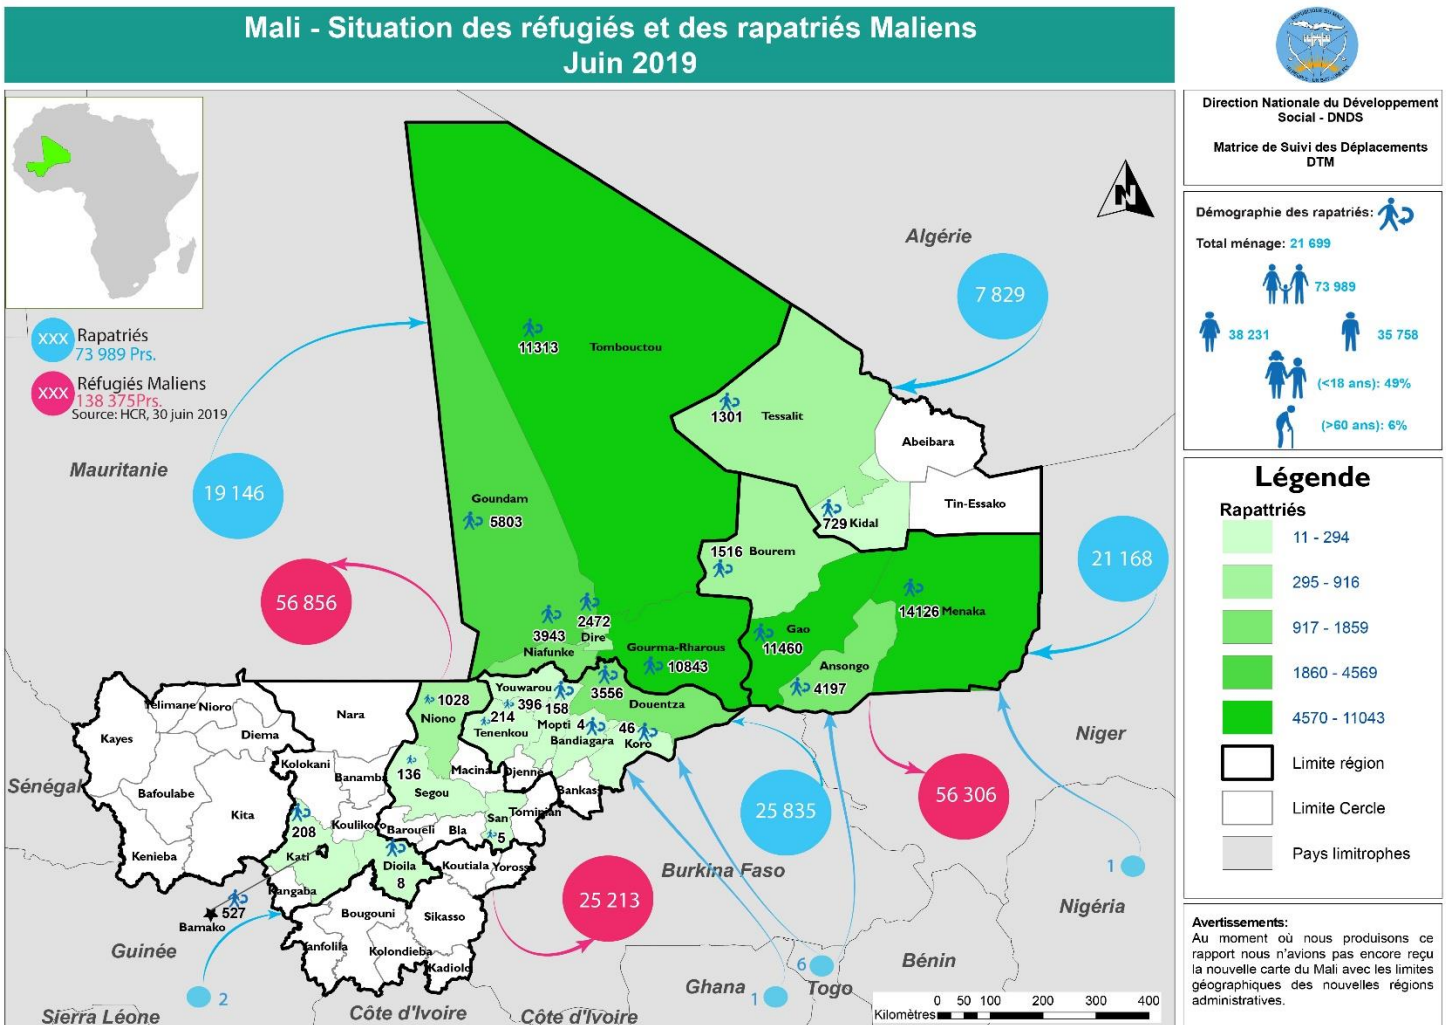 Mali - Situation des réfugiés et des rapatriés Maliens
Juin 2019
REPUBLIQUE DU MALI
Direction Nationale du Développement
Social - DNDS
Matrice de Suivi des Déplacements
DTM
Démographie des rapatriés:
Total ménage: 21 699
73 989
38 231
35 758
(<18 ans): 49%
(>60 ans): 6%
Légende
Rapattriés
11 - 294
295 - 916
917 - 1859
1860 - 4569
4570 - 11043
Limite région
Limite Cercle
Pays limitrophes
Avertissements:
Au moment où nous produisons ce
rapport nous n'avions pas encore reçu
la nouvelle carte du Mali avec les limites
géographiques des nouvelles régions
administratives.
XXX Rapatriés
73 989 Prs.
XXX Réfugiés Maliens
138 375Prs.
Source: HCR, 30 juin 2019
N
Algérie
7 829
Mauritanie
19 146
56 856
21 168
Niger
56 306
25 835
Burkina Faso
25 213
1
Nigéria
Bénin
6
Togo
1
Ghana
Côte d'Ivoire
Côte d'Ivoire
2
Sierra Léone
Guinée
Sénégal
11313
Tombouctou
1301
Tessalit
Abeibara
Tin-Essako
729 Kidal
Goundam
5803
1516
Bourem
14126 Menaka
Gao
11460
Ansongo
4197
2472
Dire
3943
Niafunke
Gourma-Rharous
10843
3556
Douentza
Youwarou
396
158
214
Tenenkou
Mopti
4
Bandiagara
46
Koro
1028
Niono
Nara
Yelimane
Nioro
Diema
Kayes
Kolokani
Banamba
136
Segou
Macina
Djenne
Bankass
Tominian
San
5
Bafoulabe
Kita
Koulikoro
Baroueli
Bla
208
Kati
Dioila
8
Koutiala
Yorosso
Kenieba
Kangaba
527
Bamako
Bougouni
Sikasso
Yanfolila
Kolondieba
Kadiolo
Kilomètres
0 50 100 200 300 400